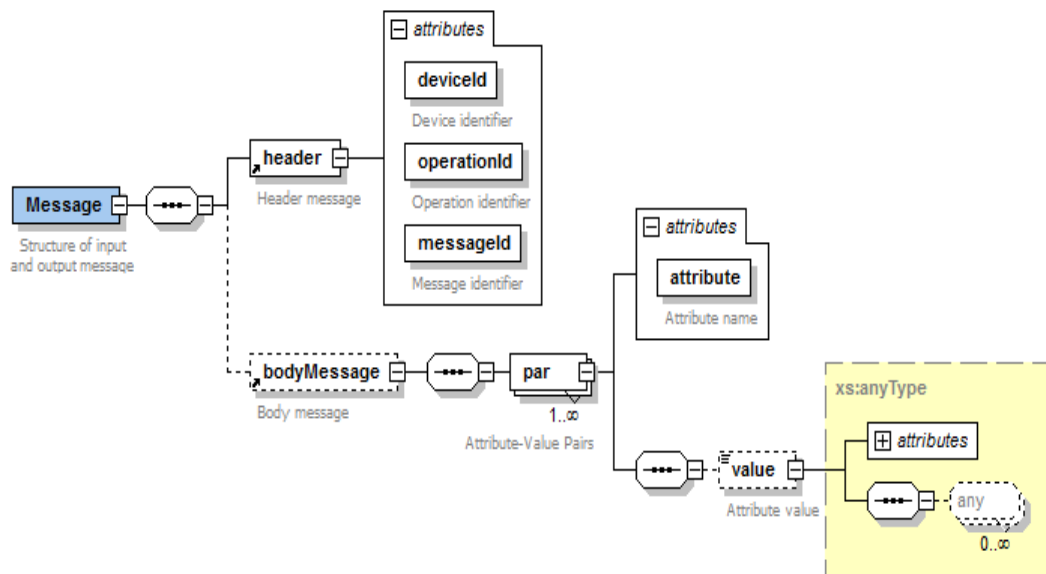 attributes
deviceId
Device identifier
header
operationId
Header message
Operation identifier
Message
messageId
Structure of input
and output message
Message identifier
attributes
attribute
Attribute name
bodyMessage
par
Body message
1..∞
Attribute-Value Pairs
xs:anyType
attributes
value
any
Attribute value
0..∞